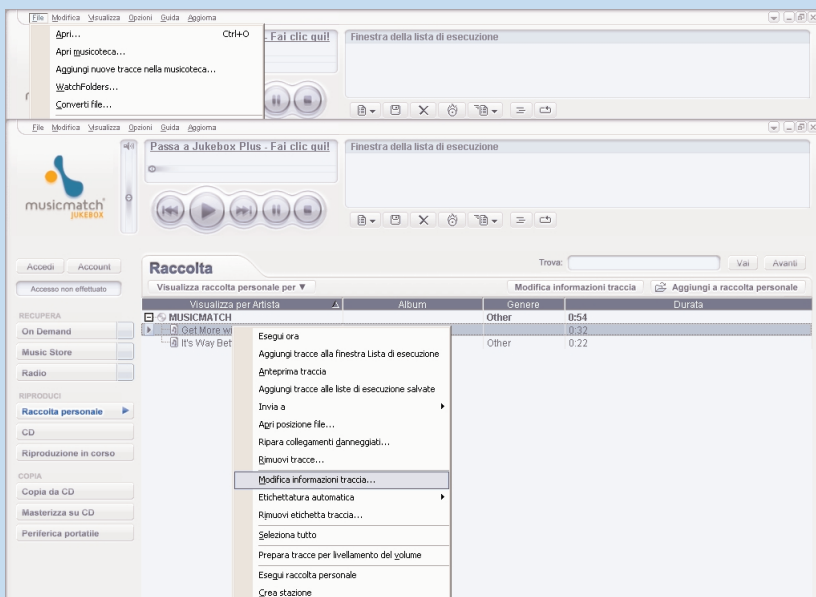 File Modifica Visualizza Opzioni Guida Aggiorna
Apri... Ctrl+O
Apri musicoteca...
Aggiungi nuove tracce nella musicoteca...
WatchFolders...
Converti file...
- Fai clic qui!
Finestra della lista di esecuzione
File Modifica Visualizza Opzioni Guida Aggiorna
musicmatch
JUKEBOX
Passa a Jukebox Plus - Fai clic qui!
Finestra della lista di esecuzione
Accedi Account
Accesso non effettuato
Raccolta
Trova: Vai Avanti
Visualizza raccolta personale per ▼ Modifica informazioni traccia Aggiungi a raccolta personale
Visualizza per Artista Album Genere Durata
MUSICMATCH Other 0:54
Get More wi 0:32
It's Way Bet Other 0:22
RECUPERA
On Demand
Music Store
Radio
RIPRODUCI
Raccolta personale
CD
Riproduzione in corso
COPIA
Copia da CD
Masterizza su CD
Periferica portatile
Esegui ora
Aggiungi tracce alla finestra Lista di esecuzione
Anteprima traccia
Aggiungi tracce alle liste di esecuzione salvate
Invia a
Apri posizione file...
Ripara collegamenti danneggiati...
Rimuovi tracce...
Modifica informazioni traccia...
Etichettatura automatica
Rimuovi etichetta traccia...
Seleziona tutto
Prepara tracce per livellamento del volume
Esegui raccolta personale
Crea stazione